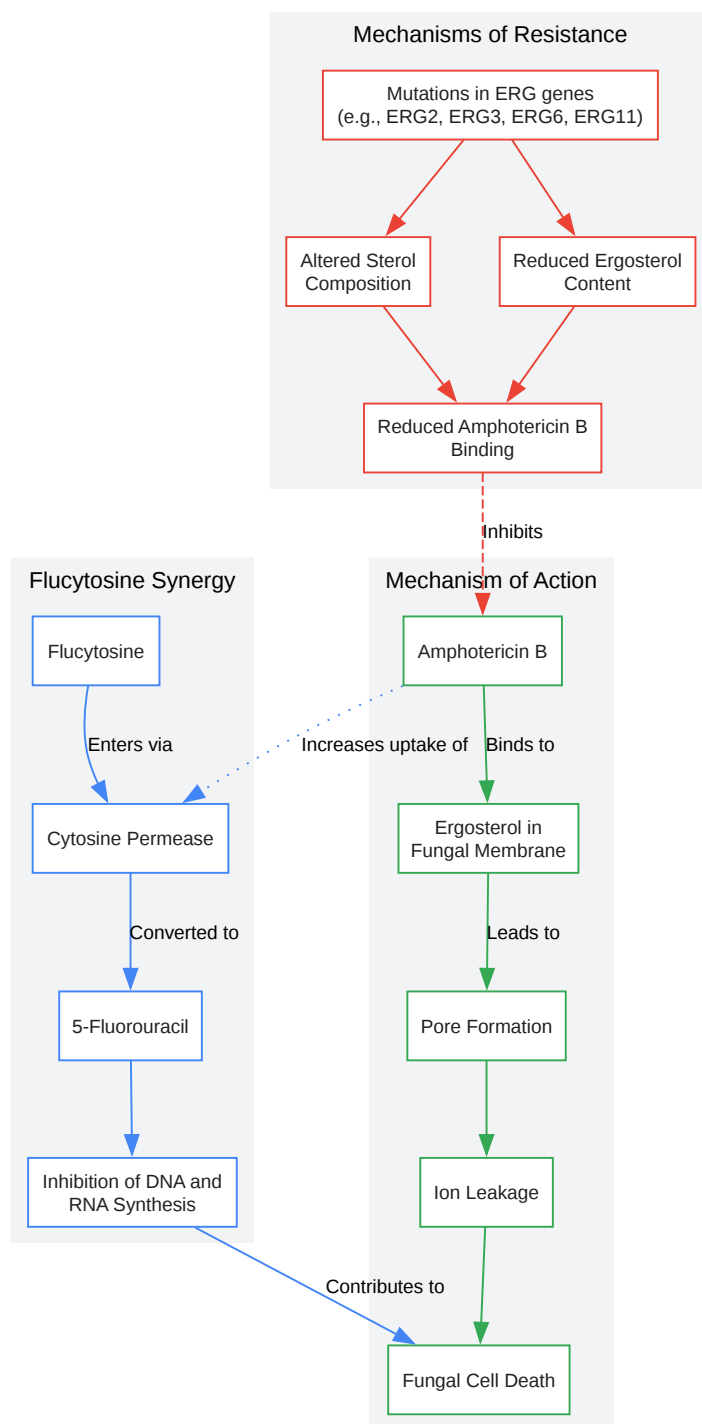 Mechanisms of Resistance
Mutations in ERG genes
(e.g., ERG2, ERG3, ERG6, ERG11)
Altered Sterol
Composition
Reduced Ergosterol
Content
Reduced Amphotericin B
Binding
Inhibits
Flucytosine Synergy
Mechanism of Action
Flucytosine
Amphotericin B
Enters via
Increases uptake of
Binds to
Cytosine Permease
Ergosterol in
Fungal Membrane
Converted to
Leads to
5-Fluorouracil
Pore Formation
Inhibition of DNA and
RNA Synthesis
Ion Leakage
Contributes to
Fungal Cell Death